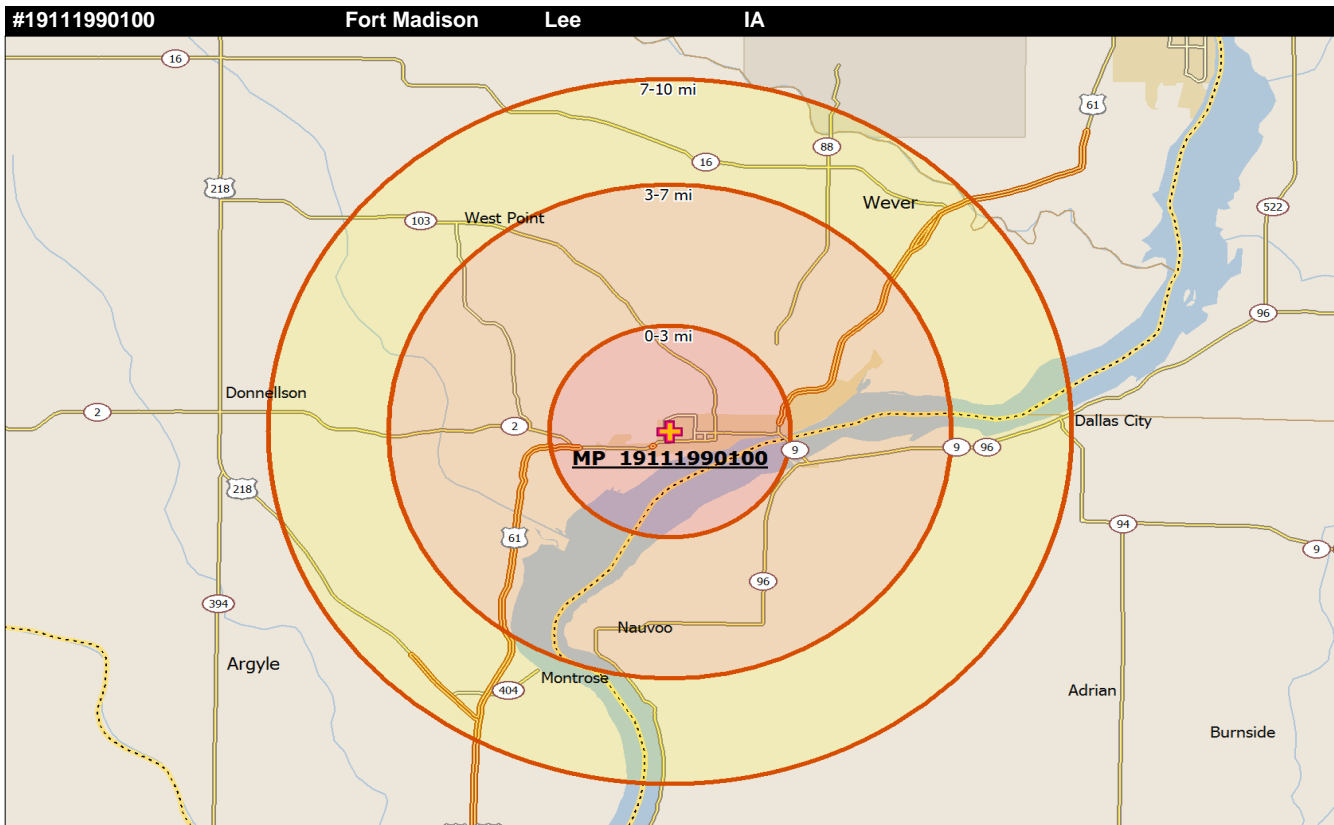 #19111990100 Fort Madison Lee IA
16
7-10 mi
61
88
16
218
3-7 mi
Wever
522
103
West Point
96
0-3 mi
Donnellson
2
2
Dallas City
MP 19111990100
9
9
96
218
94
61
9
96
394
Nauvoo
Argyle
Montrose
404
Adrian
Burnside